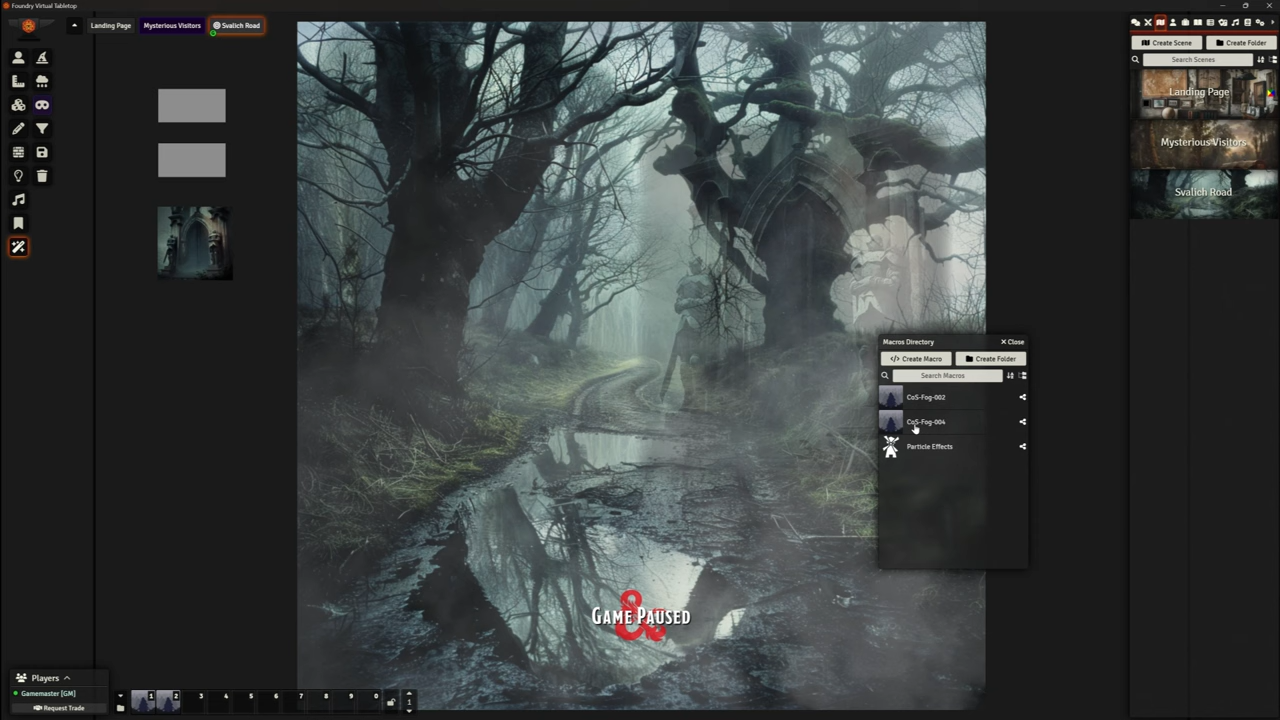 Foundry Virtual Tabletop
Landing Page
Mysterious Visitors
Svalich Road
Create Scene
Create Folder
Search Scenes
Landing Page
Mysterious Visitors
Svalich Road
Macros Directory
Close
</> Create Macro
Create Folder
Search Macros
CoS-Fog-002
CoS-Fog-004
Particle Effects
& Game Paused
Players
Gamemaster [GM]
Request Trade
1 2 3 4 5 6 7 8 9 0
1